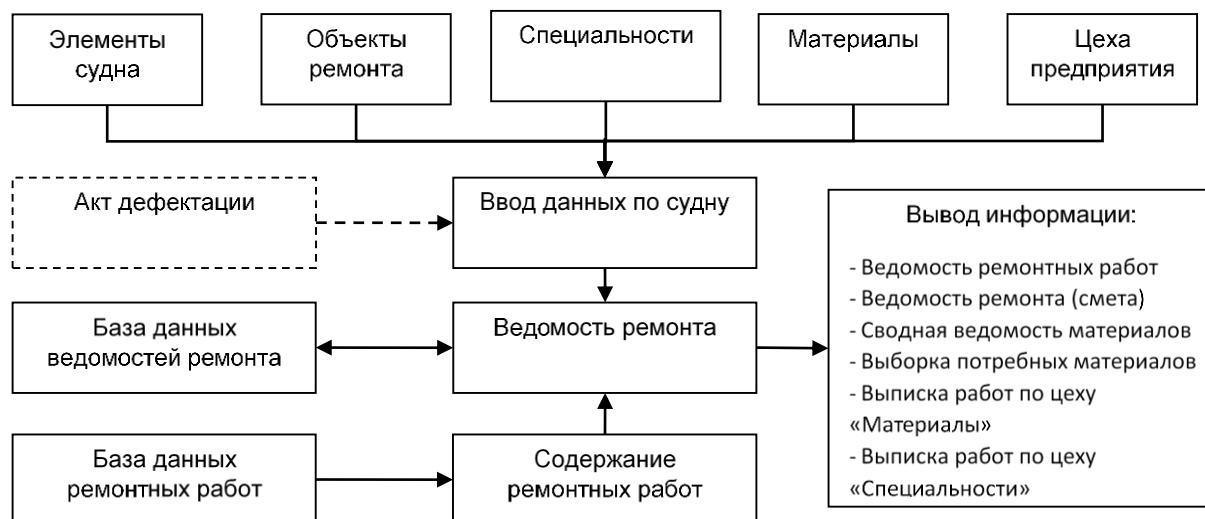 Элементы
судна
Объекты
ремонта
Специальности
Материалы
Цеха
предприятия
Акт дефектации
Ввод данных по судну
База данных
ведомостей ремонта
Ведомость ремонта
База данных
ремонтных работ
Содержание
ремонтных работ
Вывод информации:
- Ведомость ремонтных работ
- Ведомость ремонта (смета)
- Сводная ведомость материалов
- Выборка потребных материалов
- Выписка работ по цеху
«Материалы»
- Выписка работ по цеху
«Специальности»